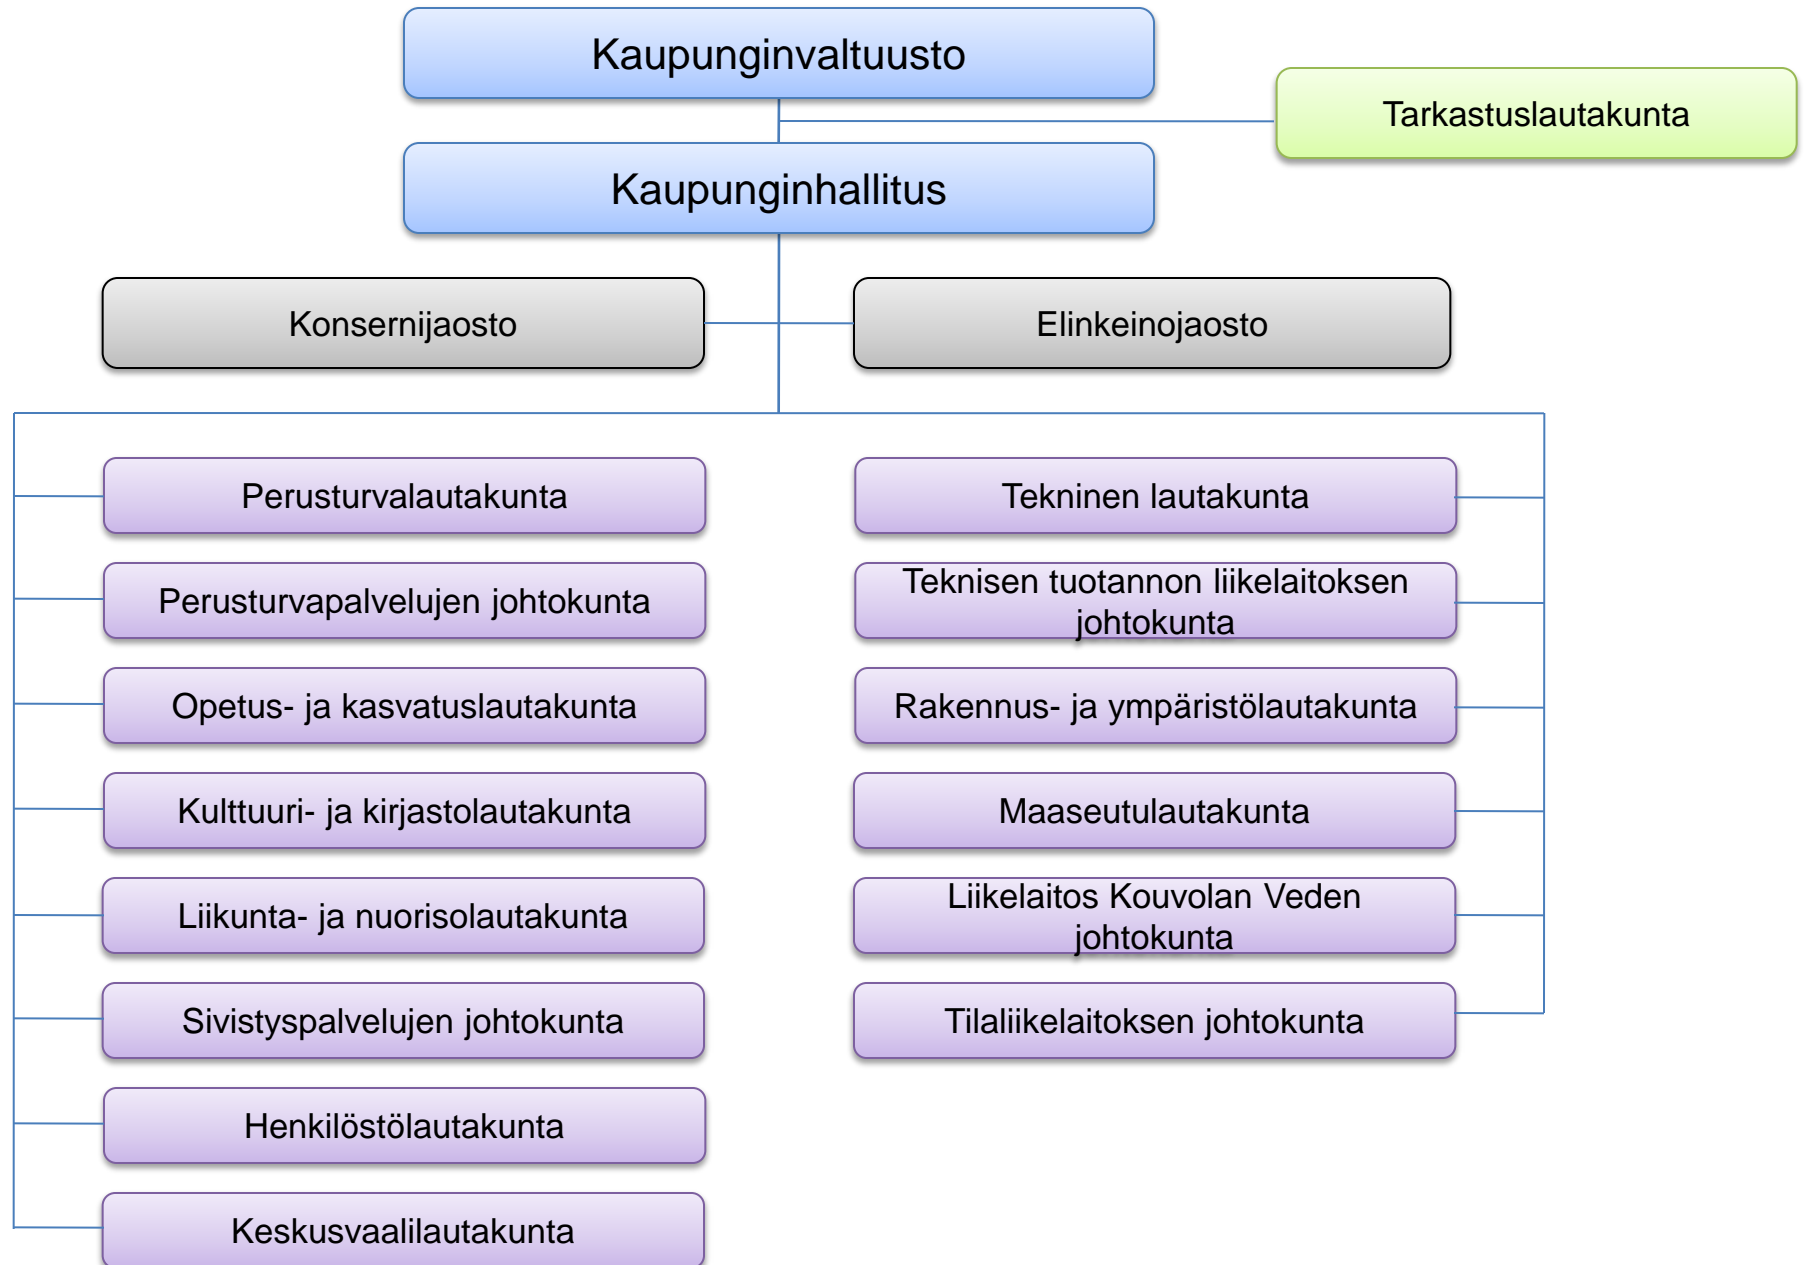 Kaupunginvaltuusto
Tarkastuslautakunta
Kaupunginhallitus
Konsernijaosto
Elinkeinojaosto
Perusturvalautakunta
Perusturvapalvelujen johtokunta
Opetus- ja kasvatuslautakunta
Kulttuuri- ja kirjastolautakunta
Liikunta- ja nuorisolautakunta
Sivistyspalvelujen johtokunta
Henkilöstölautakunta
Keskusvaalilautakunta
Tekninen lautakunta
Teknisen tuotannon liikelaitoksen
johtokunta
Rakennus- ja ympäristölautakunta
Maaseutulautakunta
Liikelaitos Kouvolan Veden
johtokunta
Tilaliikelaitoksen johtokunta